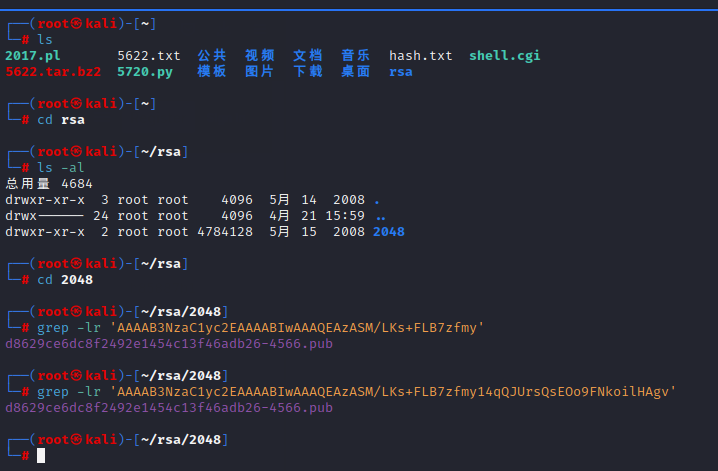 ┌──(root㉿kali)-[~]
└─# ls
2017.pl 5622.txt 公共 视频 文档 音乐 hash.txt shell.cgi
5622.tar.bz2 5720.py 模板 图片 下载 桌面 rsa
┌──(root㉿kali)-[~]
└─# cd rsa
┌──(root㉿kali)-[~/rsa]
└─# ls -al
总用量 4684
drwxr-xr-x 3 root root 4096 5月 14 2008 .
drwx------ 24 root root 4096 4月 21 15:59 ..
drwxr-xr-x 2 root root 4784128 5月 15 2008 2048
┌──(root㉿kali)-[~/rsa]
└─# cd 2048
┌──(root㉿kali)-[~/rsa/2048]
└─# grep -lr 'AAAAB3NzaC1yc2EAAAABIwAAAQEAzASM/LKs+FLB7zfmy'
d8629ce6dc8f2492e1454c13f46adb26-4566.pub
┌──(root㉿kali)-[~/rsa/2048]
└─# grep -lr 'AAAAB3NzaC1yc2EAAAABIwAAAQEAzASM/LKs+FLB7zfmy14qQJUrsQsEOo9FNkoilHAgv'
d8629ce6dc8f2492e1454c13f46adb26-4566.pub
┌──(root㉿kali)-[~/rsa/2048]
└─#